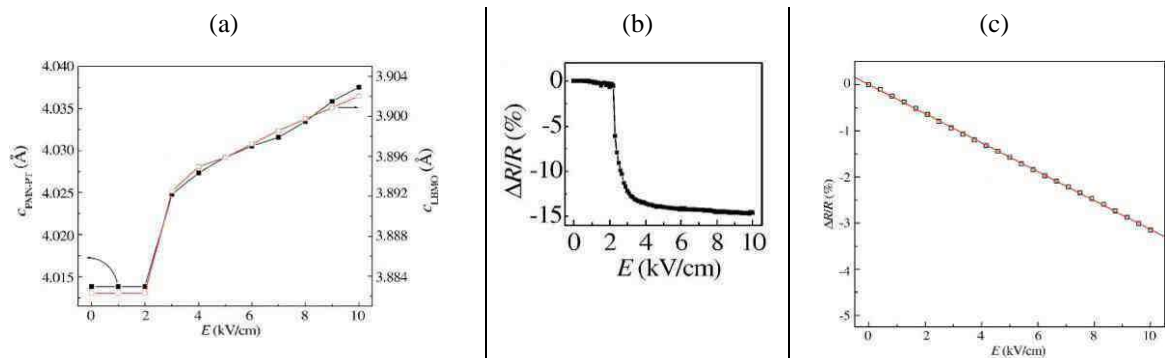 (a)
4.040
4.035
4.030
4.025
4.020
4.015
c PMN-PT (Å)
3.904
3.900
3.896
3.892
3.888
3.884
c LBMO (Å)
0 2 4 6 8 10
E (kV/cm)
(b)
0
-5
-10
-15
ΔR/R (%)
0 2 4 6 8 10
E (kV/cm)
(c)
0
-1
-2
-3
-4
-5
ΔR/R (%)
0 2 4 6 8 10
E (kV/cm)